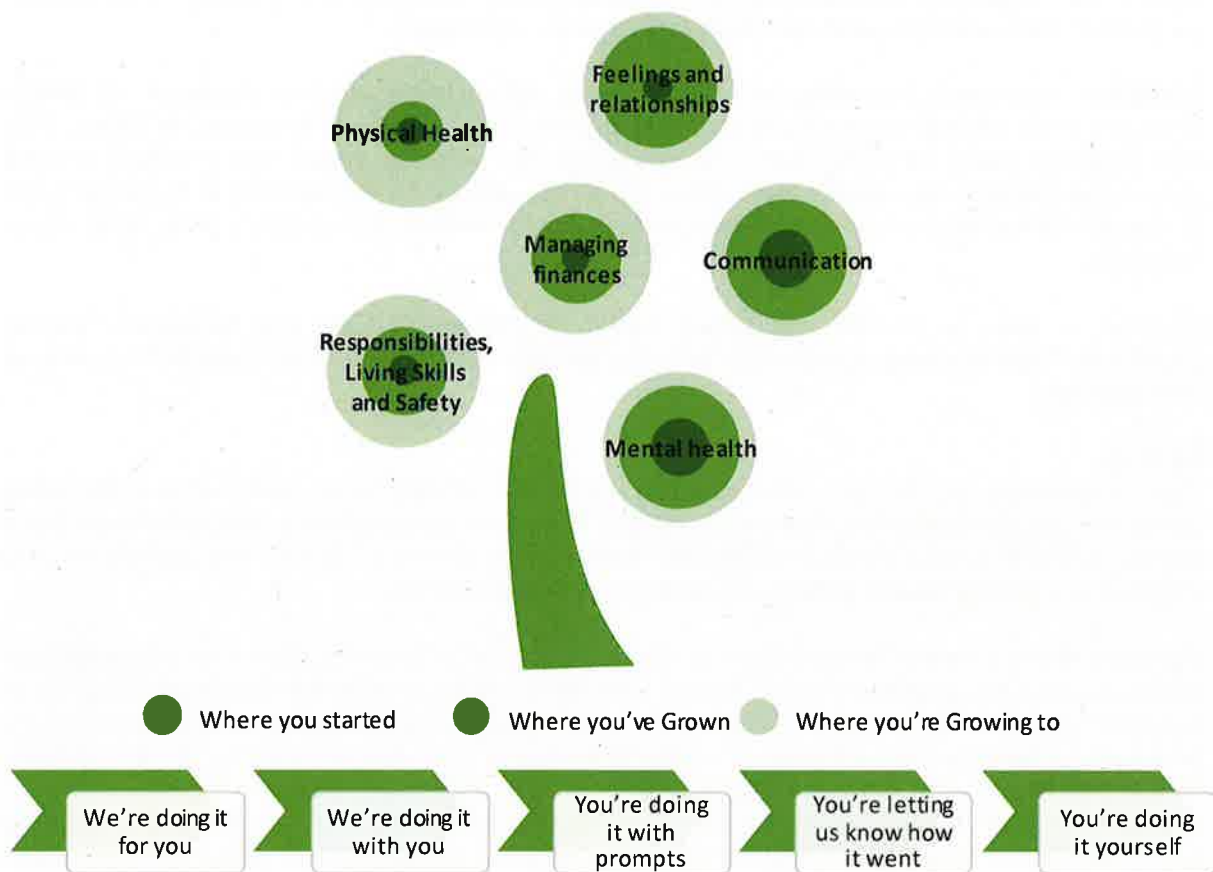 Feelings and
relationships
Physical Health
Managing
finances
Communication
Responsibilities,
Living Skills
and Safety
Mental health
Where you started
Where you've Grown
Where you're Growing to
We're doing it
for you
We're doing it
with you
You're doing
it with
prompts
You're letting
us know how
it went
You're doing
it yourself